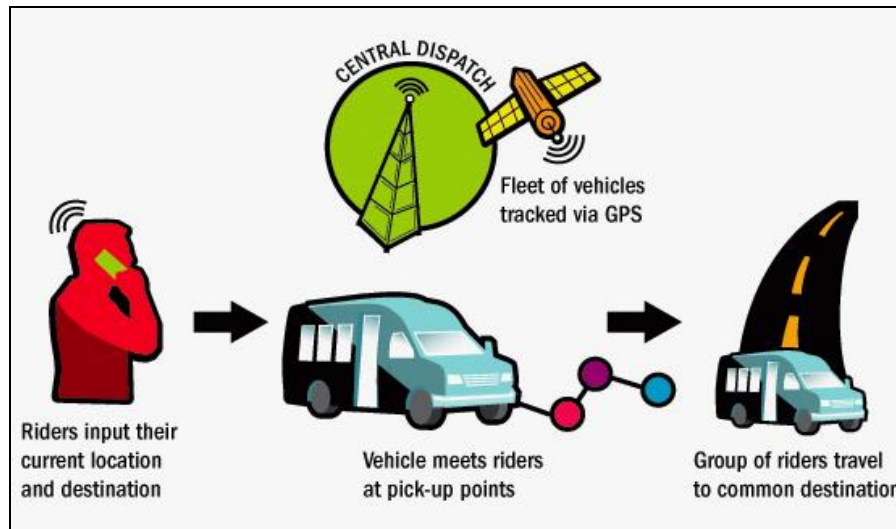 CENTRAL DISPATCH
Fleet of vehicles
tracked via GPS
Riders input their
current location
and destination
Vehicle meets riders
at pick-up points
Group of riders travel
to common destination